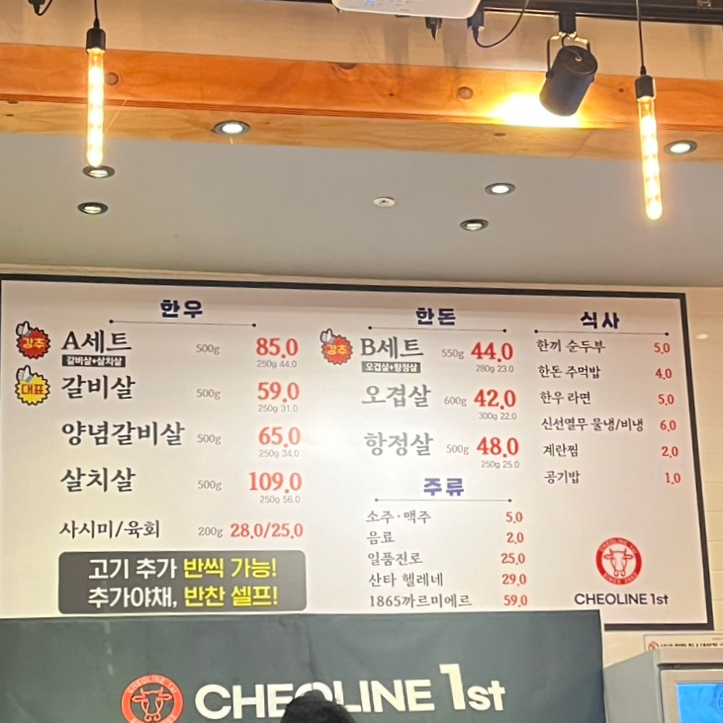 한우
강추 A세트 500g 85.0
갈비살+살치살 250g 44.0
대표 갈비살 500g 59.0
250g 31.0
양념갈비살 500g 65.0
250g 34.0
살치살 500g 109.0
250g 56.0
사시미/육회 200g 28.0/25.0
고기 추가 반씩 가능!
추가야채, 반찬 셀프!
한돈
강추 B세트 550g 44.0
오겹살+항정살 280g 23.0
오겹살 600g 42.0
300g 22.0
항정살 500g 48.0
250g 25.0
주류
소주·맥주 5.0
음료 2.0
일품진로 25.0
산타 헬레네 29.0
1865까르미에르 59.0
식사
한끼 순두부 5.0
한돈 주먹밥 4.0
한우 라면 5.0
신선열무 물냉/비냉 6.0
계란찜 2.0
공기밥 1.0
CHEOLINE 1st
CHEOLINE 1st